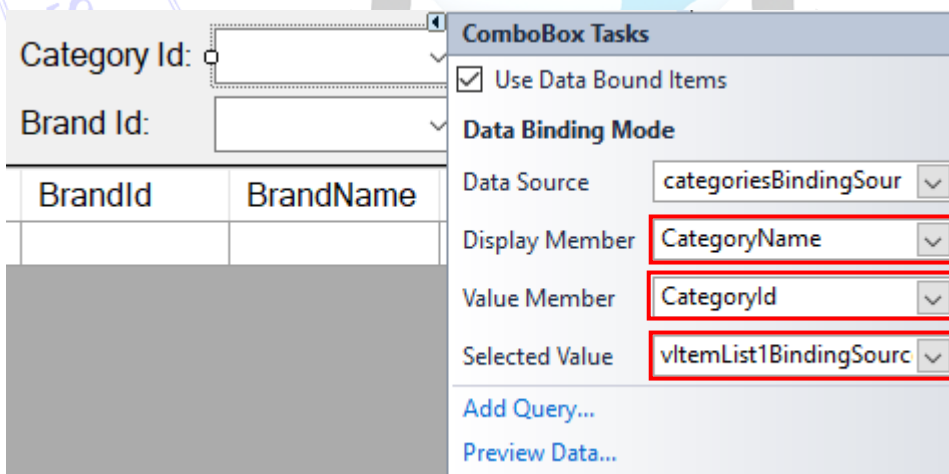 Category Id:
Brand Id:
BrandId BrandName
ComboBox Tasks
Use Data Bound Items
Data Binding Mode
Data Source categoriesBindingSour
Display Member CategoryName
Value Member CategoryId
Selected Value vItemList1BindingSourc
Add Query...
Preview Data...